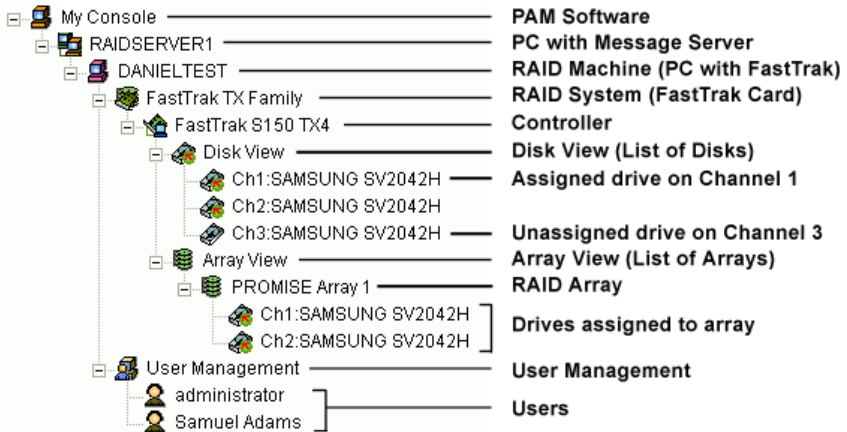 My Console PAM Software
RAIDSERVER1 PC with Message Server
DANIELTEST RAID Machine (PC with FastTrak)
FastTrak TX Family RAID System (FastTrak Card)
FastTrak S150 TX4 Controller
Disk View Disk View (List of Disks)
Ch1:SAMSUNG SV2042H Assigned drive on Channel 1
Ch2:SAMSUNG SV2042H
Ch3:SAMSUNG SV2042H Unassigned drive on Channel 3
Array View Array View (List of Arrays)
PROMISE Array 1 RAID Array
Ch1:SAMSUNG SV2042H
Drives assigned to array
Ch2:SAMSUNG SV2042H
User Management User Management
administrator
Users
Samuel Adams